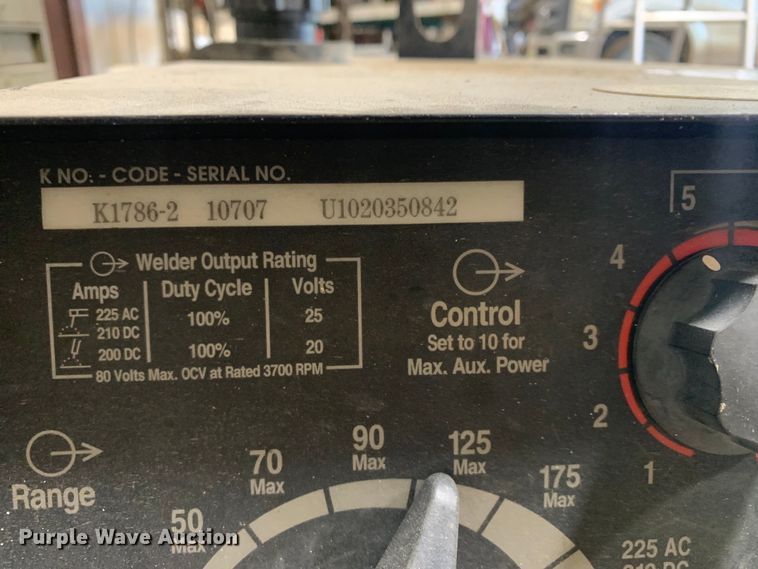 K NO. - CODE - SERIAL NO.
K1786-2 10707 U1020350842
Welder Output Rating
Amps Duty Cycle Volts
225 AC
210 DC 100% 25
200 DC 100% 20
80 Volts Max. OCV at Rated 3700 RPM
Control
Set to 10 for
Max. Aux. Power
5
4
3
2
1
Range
50
Max
70
Max
90
Max
125
Max
175
Max
225 AC
Purple Wave Auction